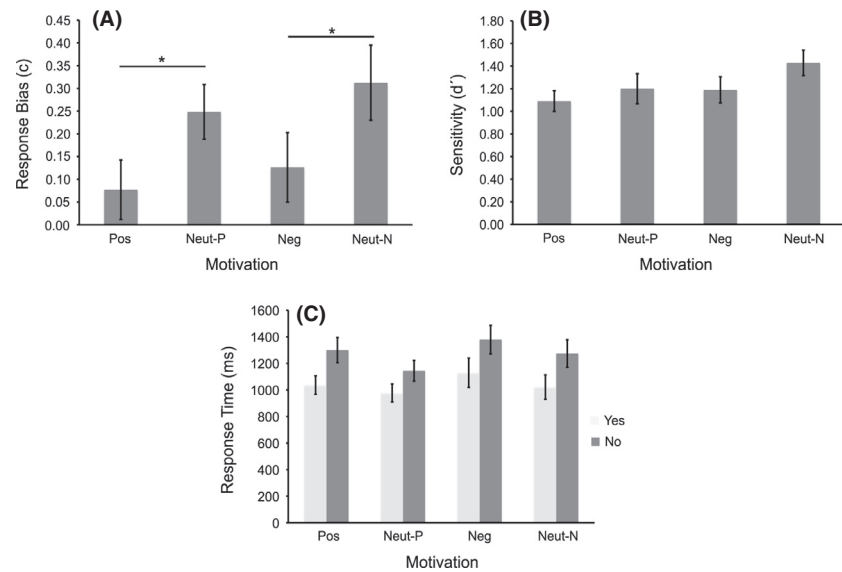 (A)
Response Bias (c)
0.45
0.40
0.35
0.30
0.25
0.20
0.15
0.10
0.05
0.00
*
*
Pos Neut-P Neg Neut-N
Motivation
(B)
Sensitivity (d´)
1.80
1.60
1.40
1.20
1.00
0.80
0.60
0.40
0.20
0.00
Pos Neut-P Neg Neut-N
Motivation
(C)
Response Time (ms)
1600
1400
1200
1000
800
600
400
200
0
Pos Neut-P Neg Neut-N
Motivation
Yes
No